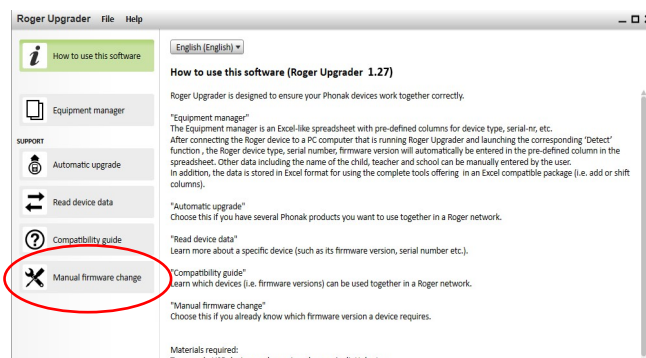 Roger Upgrader File Help
How to use this software
Equipment manager
SUPPORT
Automatic upgrade
Read device data
Compatibility guide
Manual firmware change
English (English)
How to use this software (Roger Upgrader 1.27)
Roger Upgrader is designed to ensure your Phonak devices work together correctly.
"Equipment manager"
The Equipment manager is an Excel-like spreadsheet with pre-defined columns for device type, serial-nr, etc.
After connecting the Roger device to a PC computer that is running Roger Upgrader and launching the corresponding 'Detect'
function , the Roger device type, serial number, firmware version will automatically be entered in the pre-defined column in the
spreadsheet. Other data including the name of the child, teacher and school can be manually entered by the user.
In addition, the data is stored in Excel format for using the complete tools offering in an Excel compatible package (i.e. add or shift
columns).
"Automatic upgrade"
Choose this if you have several Phonak products you want to use together in a Roger network.
"Read device data"
Learn more about a specific device (such as its firmware version, serial number etc.).
"Compatibility guide"
Learn which devices (i.e. firmware versions) can be used together in a Roger network.
"Manual firmware change"
Choose this if you already know which firmware version a device requires.
Materials required: